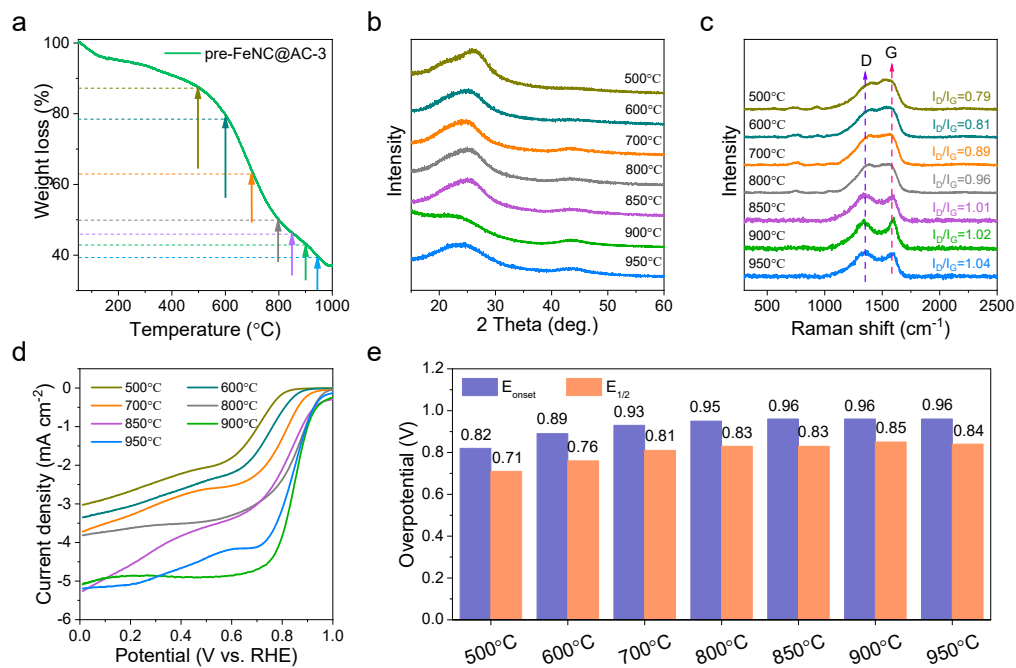 a
pre-FeNC@AC-3
100
80
60
40
Weight loss (%)
200 400 600 800 1000
Temperature (°C)
b
500°C
600°C
700°C
800°C
850°C
900°C
950°C
Intensity
20 30 40 50 60
2 Theta (deg.)
c
D G
500°C I_D/I_G=0.79
600°C I_D/I_G=0.81
700°C I_D/I_G=0.89
800°C I_D/I_G=0.96
850°C I_D/I_G=1.01
900°C I_D/I_G=1.02
950°C I_D/I_G=1.04
Intensity
500 1000 1500 2000 2500
Raman shift (cm⁻¹)
d
500°C 600°C
700°C 800°C
850°C 900°C
950°C
0
-1
-2
-3
-4
-5
-6
Current density (mA cm⁻²)
0.0 0.2 0.4 0.6 0.8 1.0
Potential (V vs. RHE)
e
E_onset E_1/2
1.2
1.0
0.8
0.6
0.4
0.2
0.0
Overpotential (V)
0.82 0.71 0.89 0.76 0.93 0.81 0.95 0.83 0.96 0.83 0.96 0.85 0.96 0.84
500°C 600°C 700°C 800°C 850°C 900°C 950°C